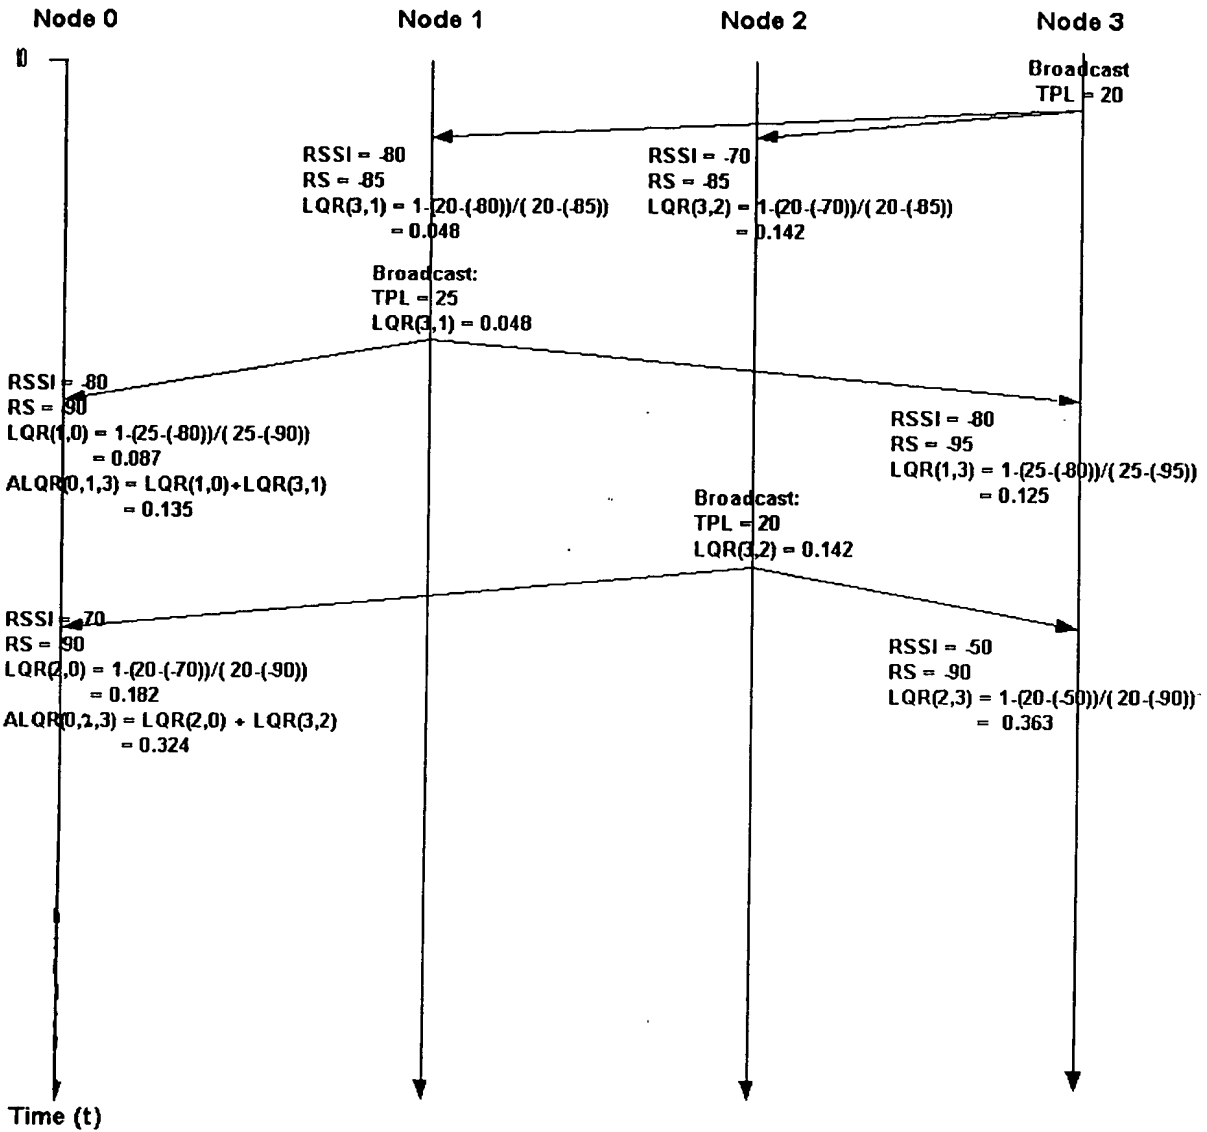 Node 0 Node 1 Node 2 Node 3
Broadcast
TPL = 20
RSSI = -80
RS = -85
LQR(3,1) = 1-(20-(-80))/( 20-(-85))
= 0.048
RSSI = -70
RS = -85
LQR(3,2) = 1-(20-(-70))/( 20-(-85))
= 0.142
Broadcast:
TPL = 25
LQR(3,1) = 0.048
RSSI = -80
RS = -90
LQR(1,0) = 1-(25-(-80))/( 25-(-90))
= 0.087
ALQR(0,1,3) = LQR(1,0)+LQR(3,1)
= 0.135
RSSI = -80
RS = -95
LQR(1,3) = 1-(25-(-80))/( 25-(-95))
= 0.125
Broadcast:
TPL = 20
LQR(3,2) = 0.142
RSSI = -70
RS = -90
LQR(2,0) = 1-(20-(-70))/( 20-(-90))
= 0.182
ALQR(0,2,3) = LQR(2,0) + LQR(3,2)
= 0.324
RSSI = -50
RS = -90
LQR(2,3) = 1-(20-(-50))/( 20-(-90))
= 0.363
Time (t)